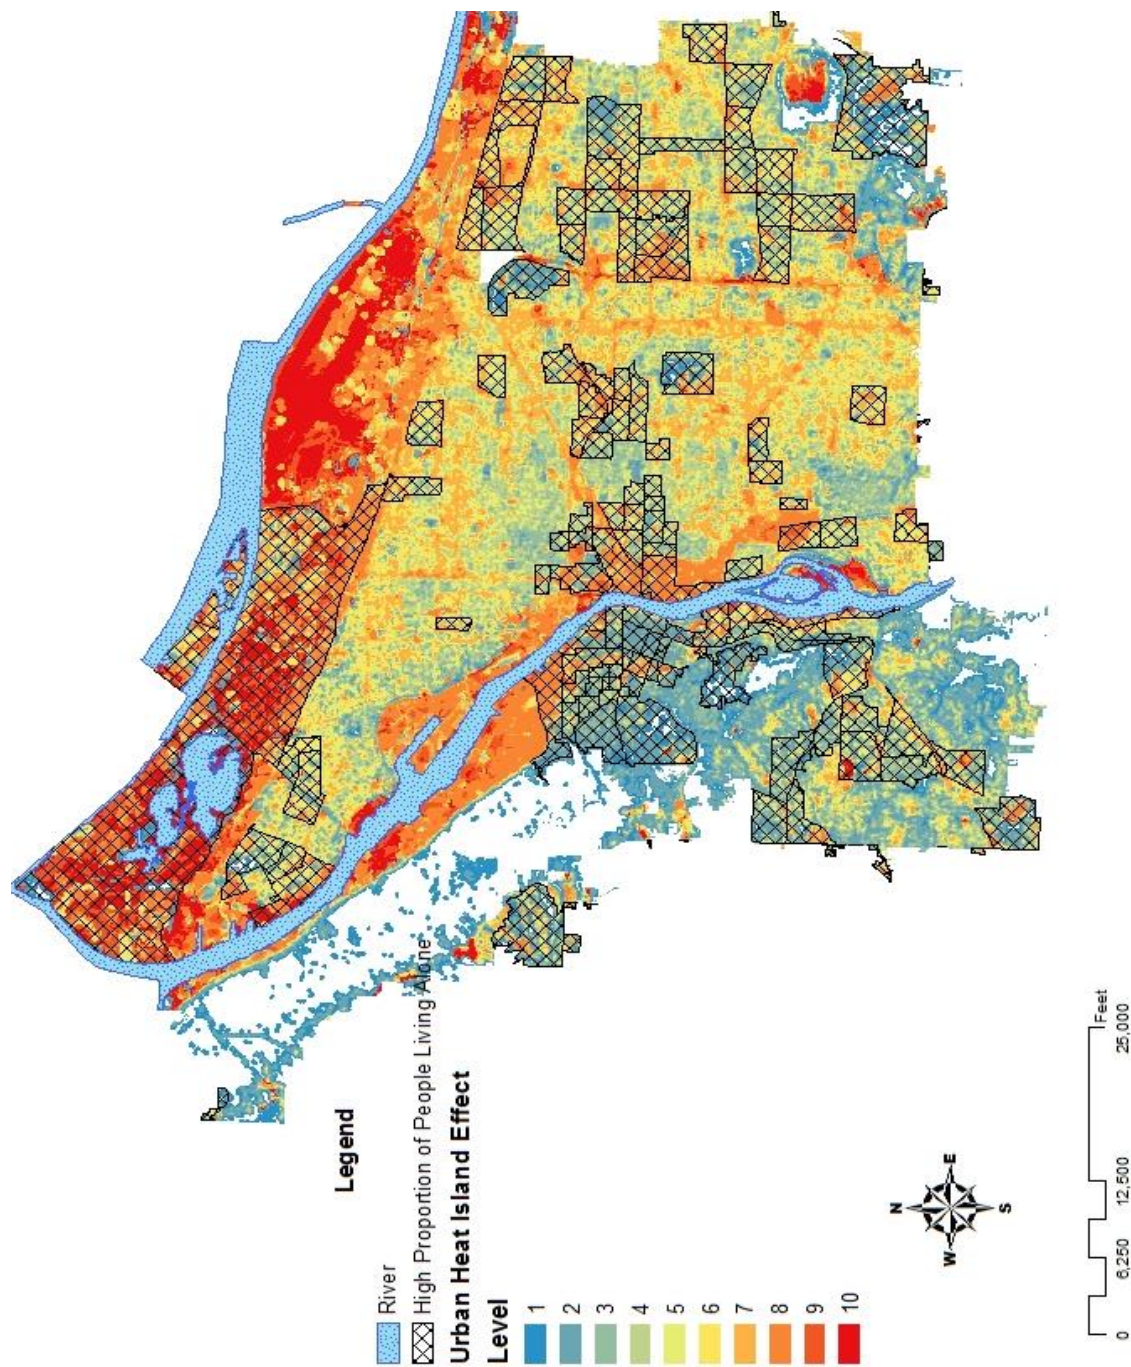 Legend
River
High Proportion of People Living Alone
Urban Heat Island Effect
Level
1
2
3
4
5
6
7
8
9
10
N
W E
S
0 6,250 12,500 25,000
Feet